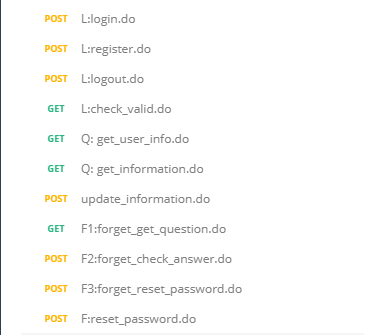 POST L:login.do
POST L:register.do
POST L:logout.do
GET L:check_valid.do
GET Q: get_user_info.do
GET Q: get_information.do
POST update_information.do
GET F1:forget_get_question.do
POST F2:forget_check_answer.do
POST F3:forget_reset_password.do
POST F:reset_password.do